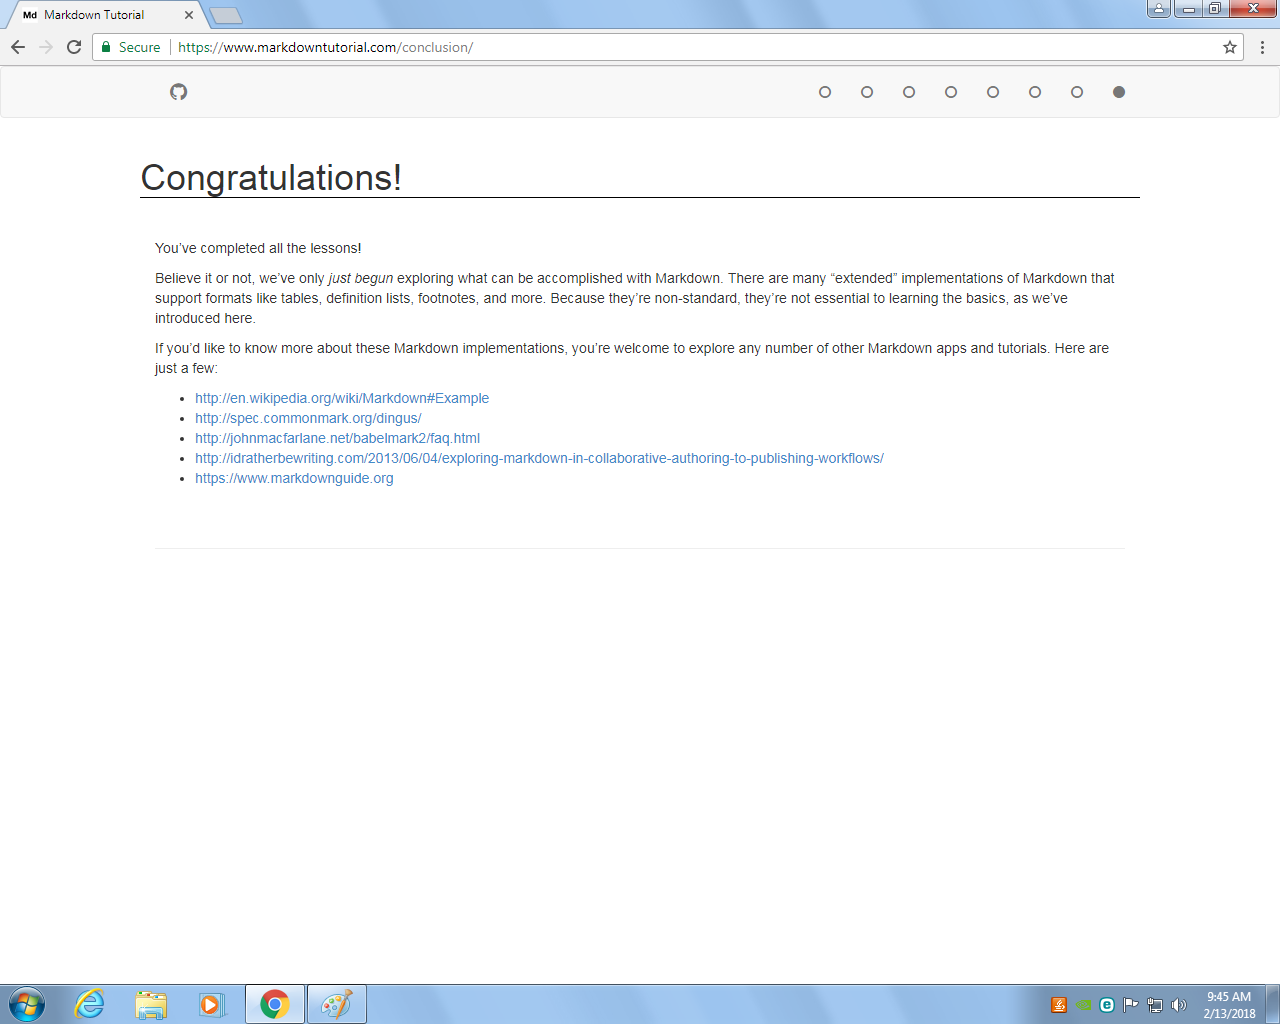 Md Markdown Tutorial
Secure https://www.markdowntutorial.com/conclusion/
Congratulations!
You’ve completed all the lessons!
Believe it or not, we’ve only just begun exploring what can be accomplished with Markdown. There are many “extended” implementations of Markdown that
support formats like tables, definition lists, footnotes, and more. Because they’re non-standard, they’re not essential to learning the basics, as we’ve
introduced here.
If you’d like to know more about these Markdown implementations, you’re welcome to explore any number of other Markdown apps and tutorials. Here are
just a few:
http://en.wikipedia.org/wiki/Markdown#Example
http://spec.commonmark.org/dingus/
http://johnmacfarlane.net/babelmark2/faq.html
http://idratherbewriting.com/2013/06/04/exploring-markdown-in-collaborative-authoring-to-publishing-workflows/
https://www.markdownguide.org
9:45 AM
2/13/2018